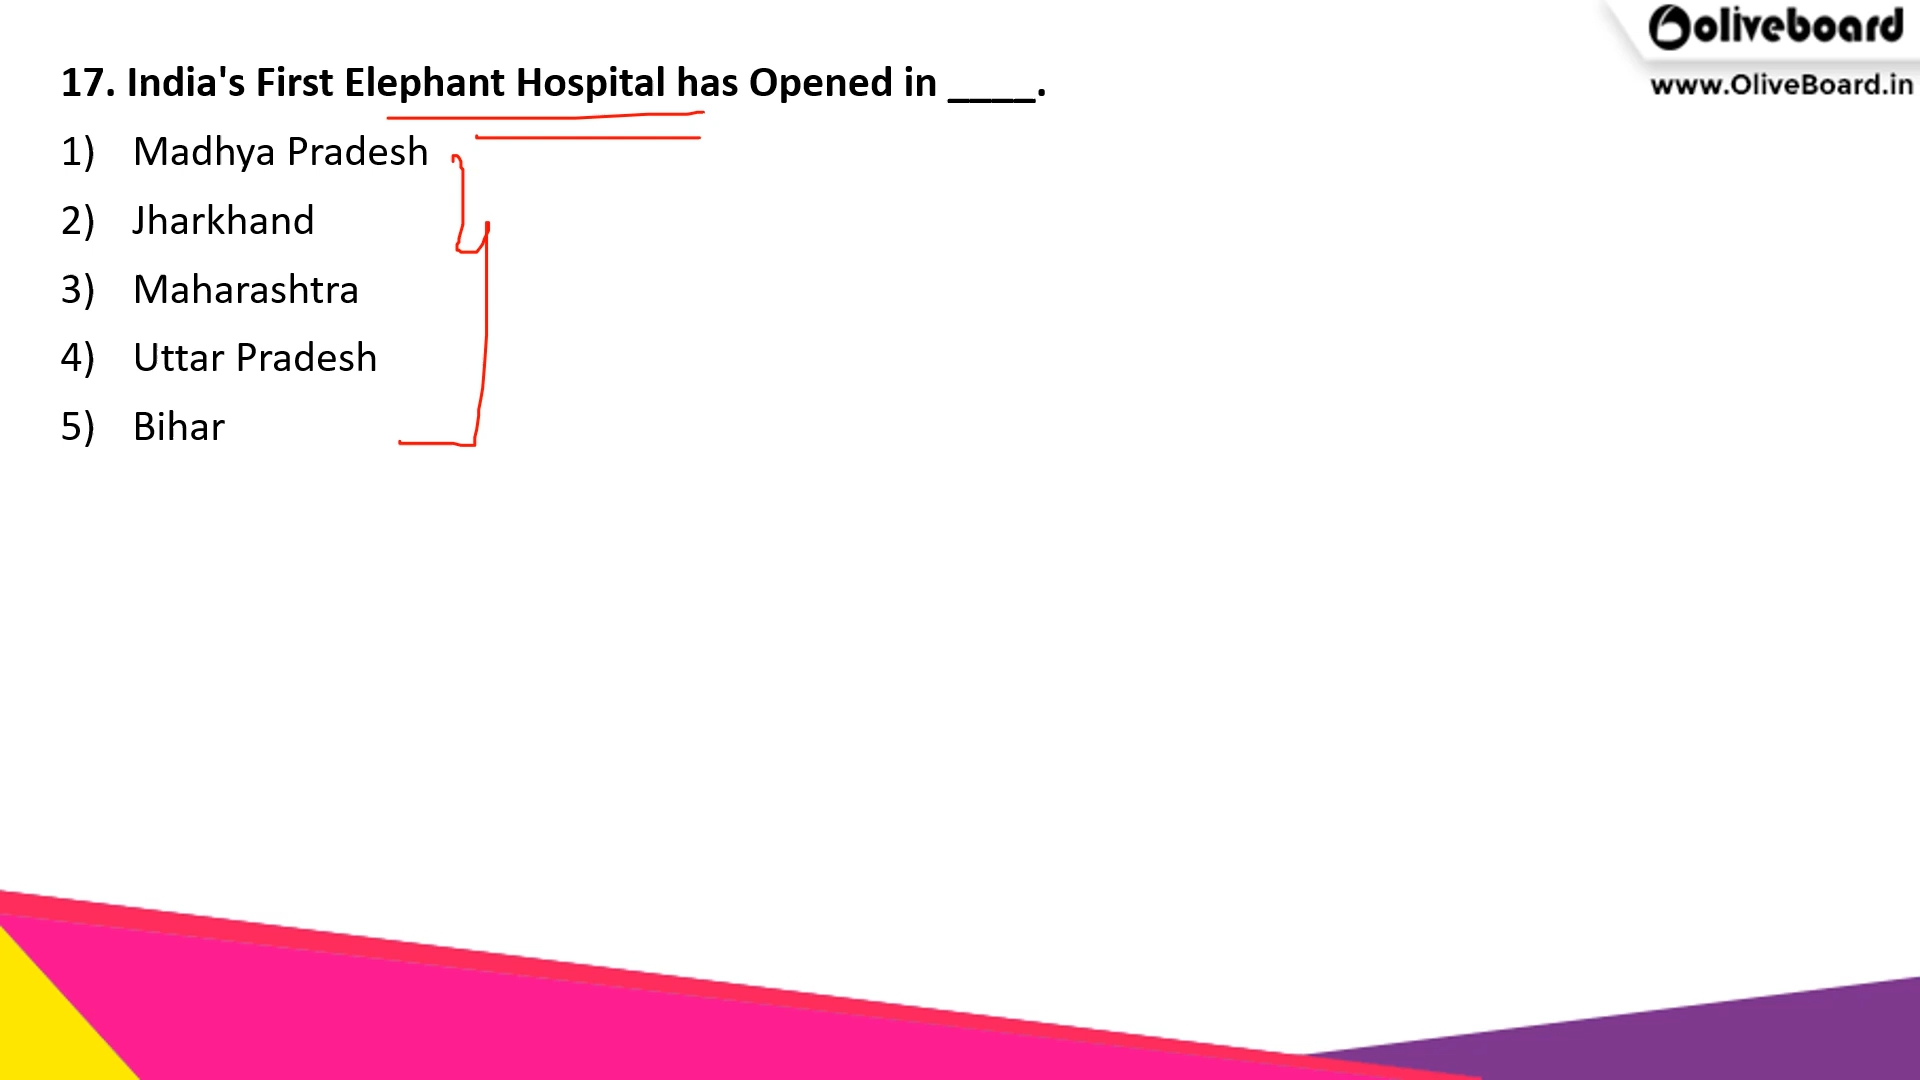 oliveboard
www.OliveBoard.in
17. India's First Elephant Hospital has Opened in ____.
1) Madhya Pradesh
2) Jharkhand
3) Maharashtra
4) Uttar Pradesh
5) Bihar